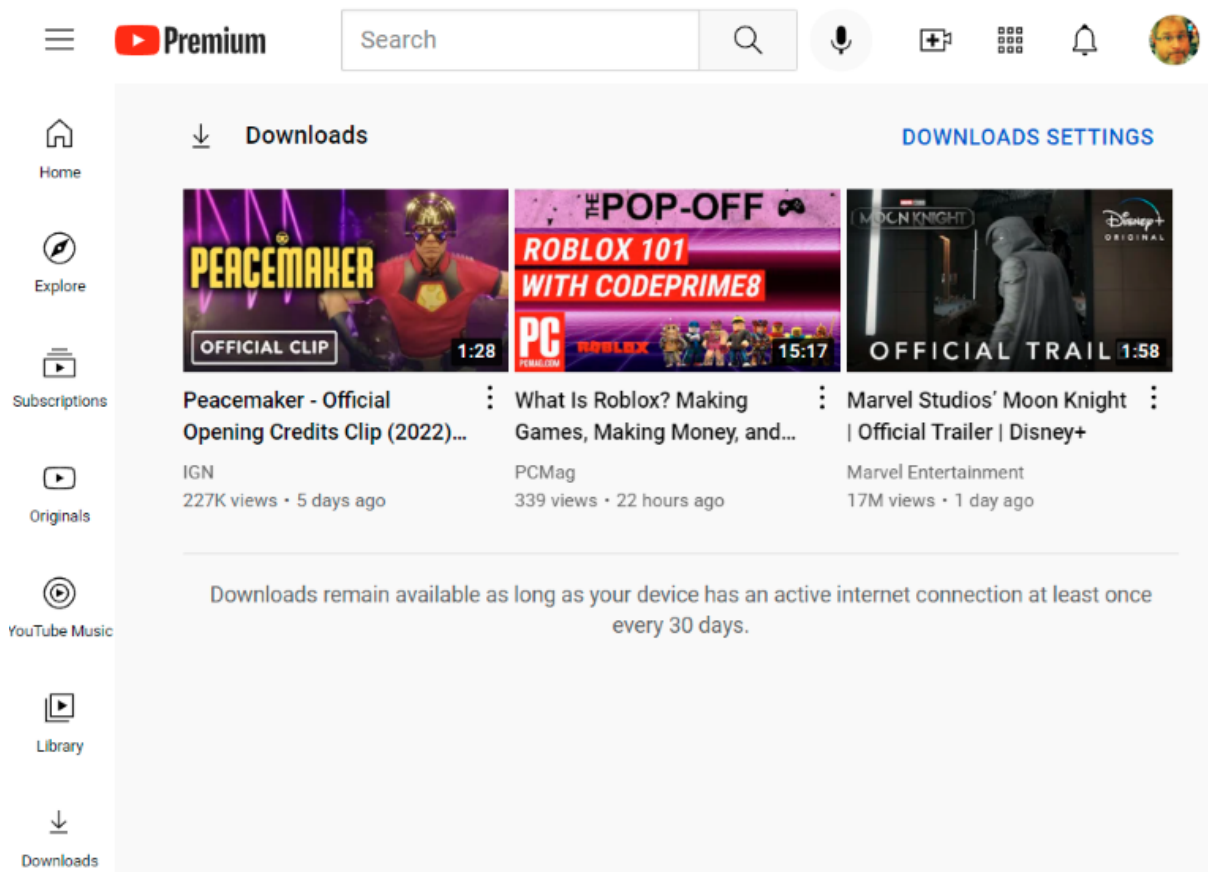 Premium
Search
Home
Explore
Subscriptions
Originals
YouTube Music
Library
Downloads
Downloads
DOWNLOADS SETTINGS
PEACEMAKER
OFFICIAL CLIP
1:28
Peacemaker - Official
Opening Credits Clip (2022)...
IGN
227K views • 5 days ago
THE POP-OFF
ROBLOX 101
WITH CODEPRIME8
PC
PCMAG.COM
ROBLOX
15:17
What Is Roblox? Making
Games, Making Money, and...
PCMag
339 views • 22 hours ago
MOON KNIGHT
Disney+
ORIGINAL
OFFICIAL TRAIL
1:58
Marvel Studios’ Moon Knight
| Official Trailer | Disney+
Marvel Entertainment
17M views • 1 day ago
Downloads remain available as long as your device has an active internet connection at least once
every 30 days.